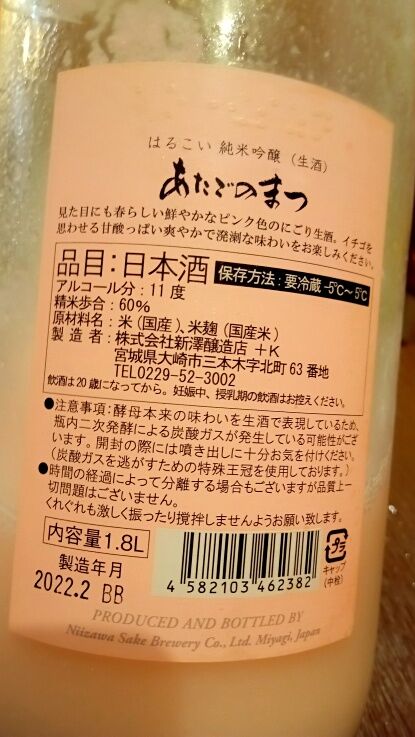 はるこい 純米吟醸（生酒）
あたごのまつ
見た目にも春らしい鮮やかなピンク色のにごり生酒。イチゴを
思わせる甘酸っぱい爽やかで溌溂な味わいをお楽しみください。
品目：日本酒 保存方法：要冷蔵 -5℃～5℃
アルコール分：11度
精米歩合：60%
原材料名：米（国産）、米麹（国産米）
製造者：株式会社新澤醸造店 +K
宮城県大崎市三本木字北町63番地
TEL0229-52-3002
飲酒は20歳になってから。妊娠中、授乳期の飲酒はお控えください。
●注意事項：酵母本来の味わいを生酒で表現しているため、
瓶内二次発酵による炭酸ガスが発生している可能性がござ
います。開封の際には噴き出しに十分お気を付けください。
（炭酸ガスを逃がすための特殊王冠を使用しております。）
●時間の経過によって分離する場合もございますが品質上一
切問題はございません。
くれぐれも激しく振ったり撹拌しませんようお願い致します。
内容量1.8L
製造年月
2022.2 BB
4 582103 462382
プラ
キャップ
（中栓）
PRODUCED AND BOTTLED BY
Niizawa Sake Brewery Co., Ltd. Miyagi, Japan